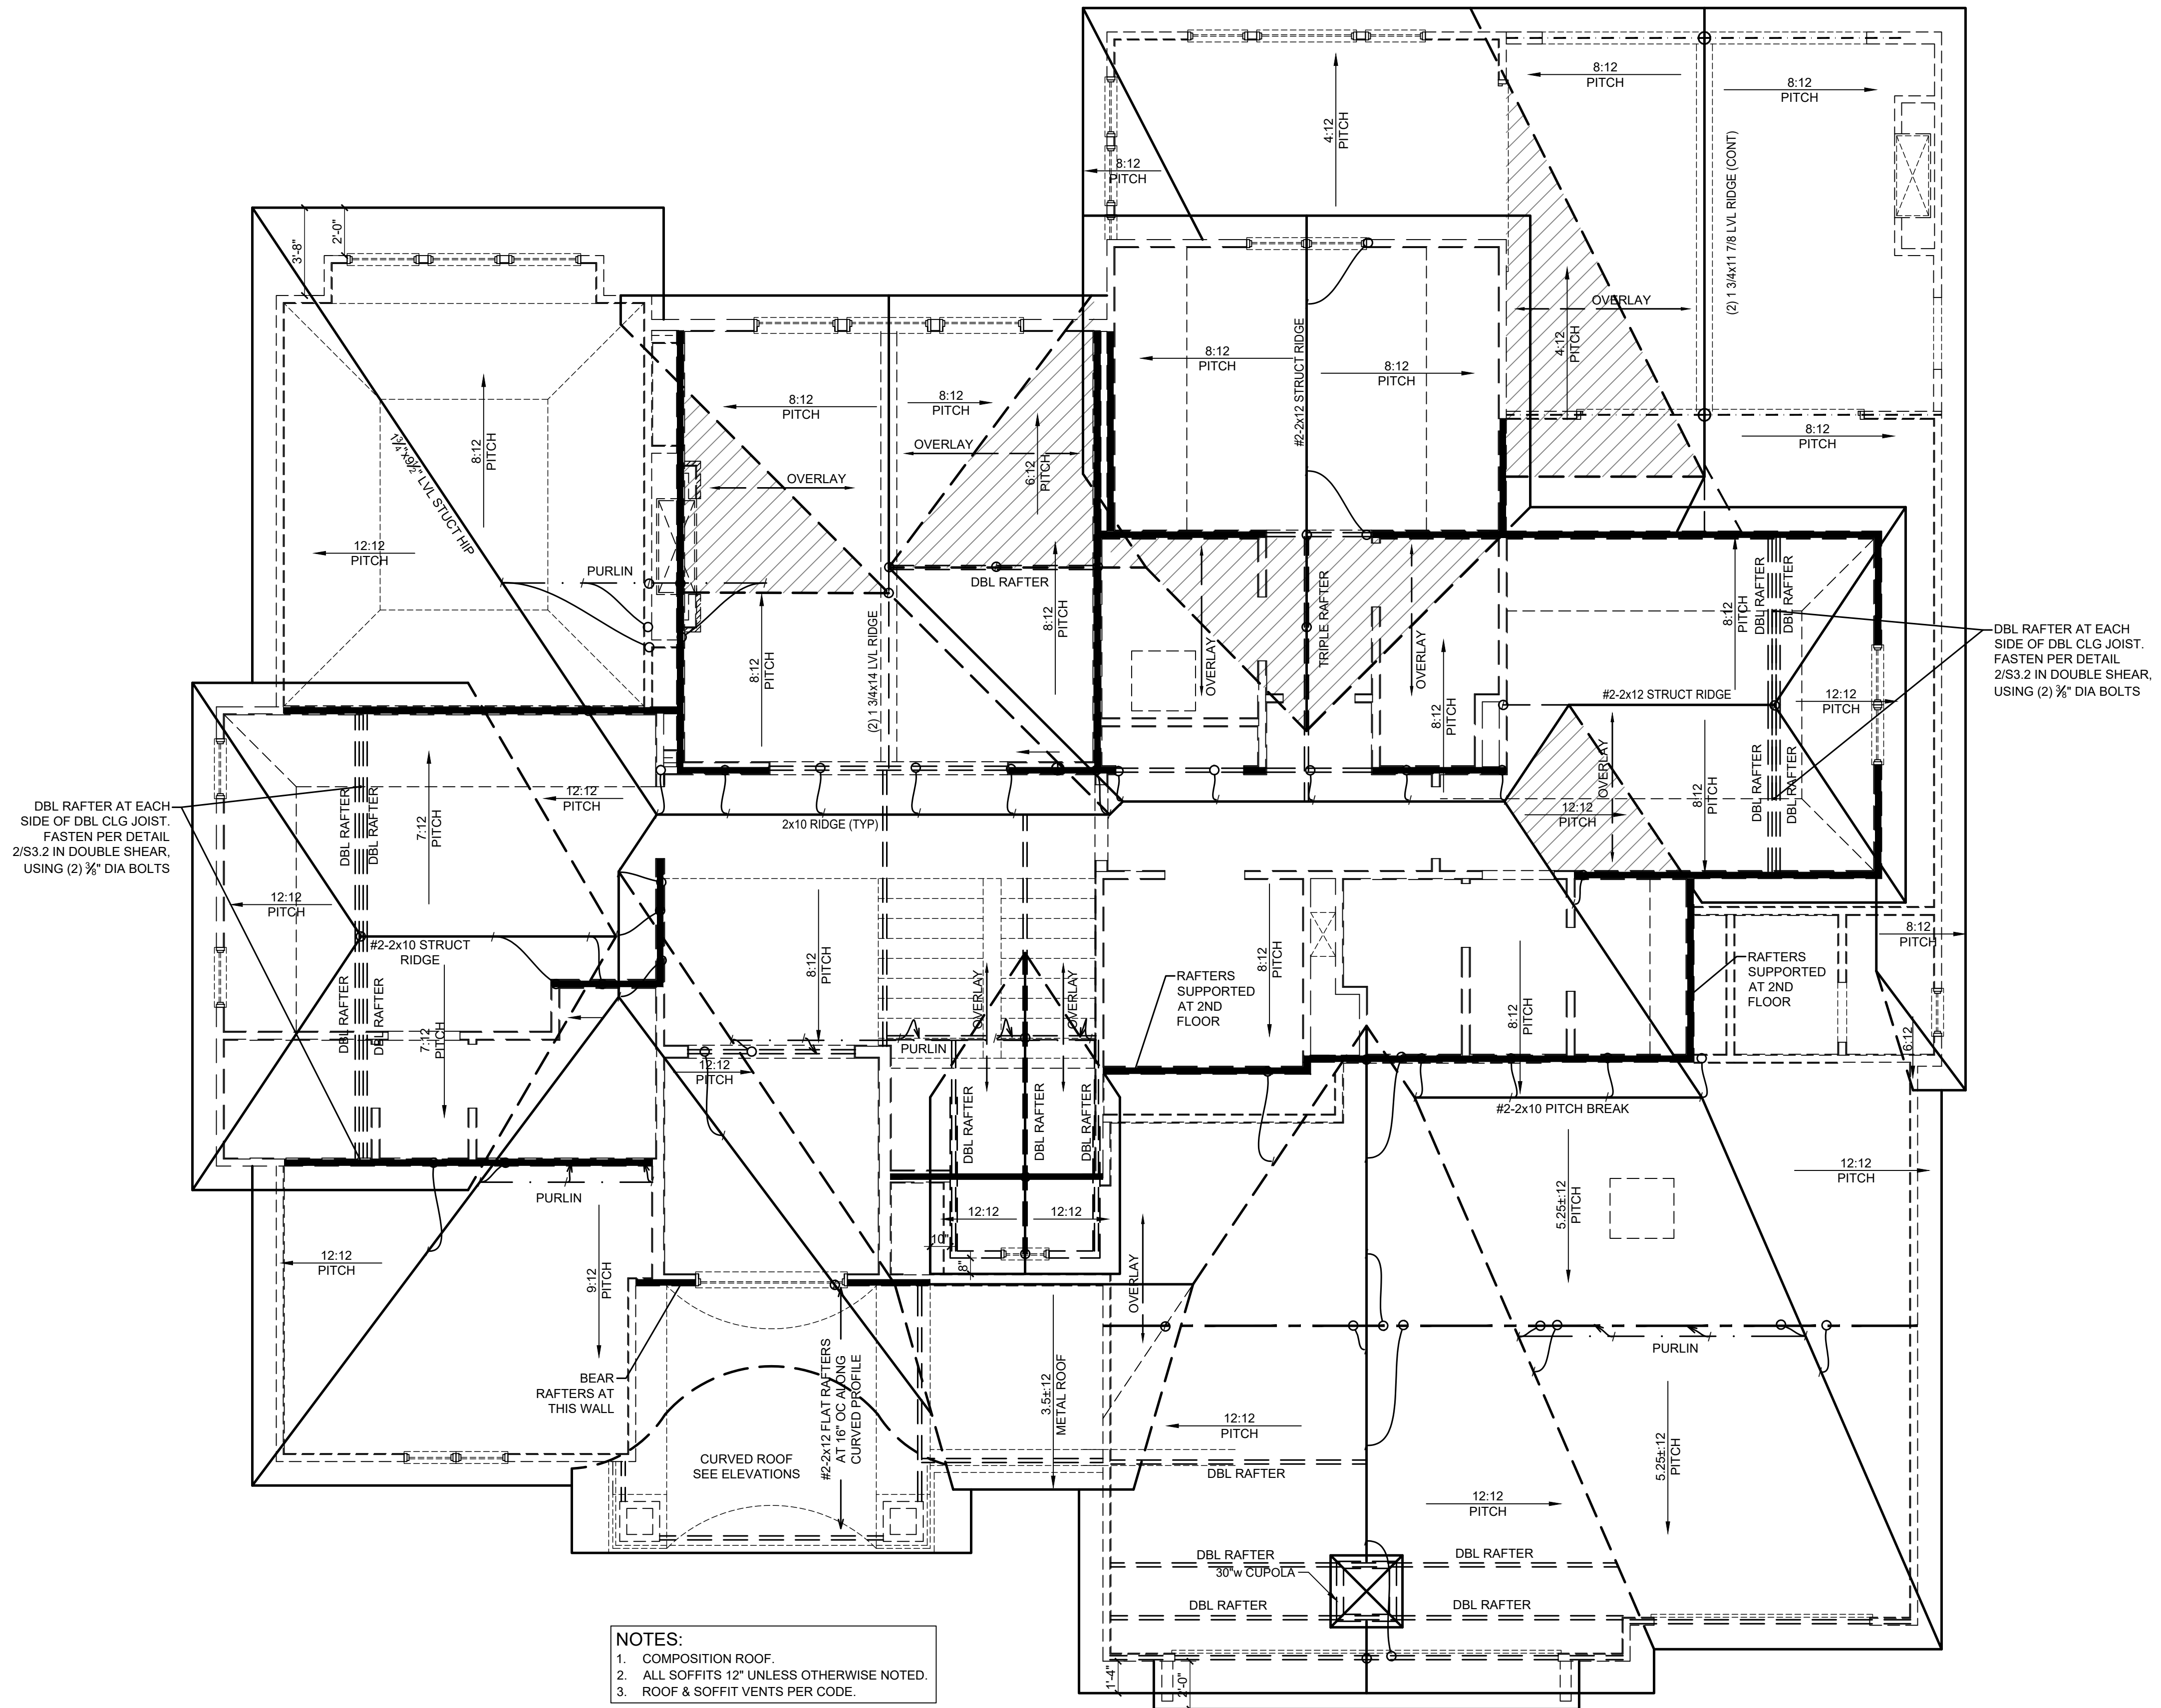 8:12
PITCH
8:12
PITCH
4:12
PITCH
8:12
PITCH
(2) 1 3/4x11 7/8 LVL RIDGE (CONT)
3'-8"
2'-0"
OVERLAY
4:12
PITCH
#2-2x12 STRUCT RIDGE
8:12
PITCH
8:12
PITCH
8:12
PITCH
8:12
PITCH
8:12
PITCH
8:12
PITCH
1¾"x9½" LVL STUCT HIP
OVERLAY
6:12
PITCH
OVERLAY
12:12
PITCH
PURLIN
DBL RAFTER
8:12
PITCH
8:12
PITCH
(2) 1 3/4x14 LVL RIDGE
OVERLAY
TRIPLE RAFTER
OVERLAY
8:12
PITCH
8:12
PITCH
DBL RAFTER
DBL RAFTER
DBL RAFTER AT EACH
SIDE OF DBL CLG JOIST.
FASTEN PER DETAIL
2/S3.2 IN DOUBLE SHEAR,
USING (2) ⅜" DIA BOLTS
#2-2x12 STRUCT RIDGE
12:12
PITCH
OVERLAY
8:12
PITCH
DBL RAFTER
DBL RAFTER
12:12
PITCH
DBL RAFTER AT EACH
SIDE OF DBL CLG JOIST.
FASTEN PER DETAIL
2/S3.2 IN DOUBLE SHEAR,
USING (2) ⅜" DIA BOLTS
DBL RAFTER
DBL RAFTER
7:12
PITCH
12:12
PITCH
2x10 RIDGE (TYP)
12:12
PITCH
#2-2x10 STRUCT
RIDGE
8:12
PITCH
8:12
PITCH
8:12
PITCH
8:12
PITCH
OVERLAY
OVERLAY
RAFTERS
SUPPORTED
AT 2ND
FLOOR
RAFTERS
SUPPORTED
AT 2ND
FLOOR
DBL RAFTER
DBL RAFTER
7:12
PITCH
PURLIN
6:12
12:12
PITCH
DBL RAFTER
DBL RAFTER
DBL RAFTER
#2-2x10 PITCH BREAK
PURLIN
12:12
PITCH
5.25±:12
PITCH
12:12
12:12
10"
8"
12:12
PITCH
9:12
PITCH
OVERLAY
PURLIN
BEAR
RAFTERS AT
THIS WALL
#2-2x12 FLAT RAFTERS
AT 16" OC ALONG
CURVED PROFILE
3.5±:12
METAL ROOF
12:12
PITCH
5.25±:12
PITCH
CURVED ROOF
SEE ELEVATIONS
DBL RAFTER
12:12
PITCH
DBL RAFTER
DBL RAFTER
30"w CUPOLA
DBL RAFTER
DBL RAFTER
1'-4"
2'-0"
NOTES:
1. COMPOSITION ROOF.
2. ALL SOFFITS 12" UNLESS OTHERWISE NOTED.
3. ROOF & SOFFIT VENTS PER CODE.